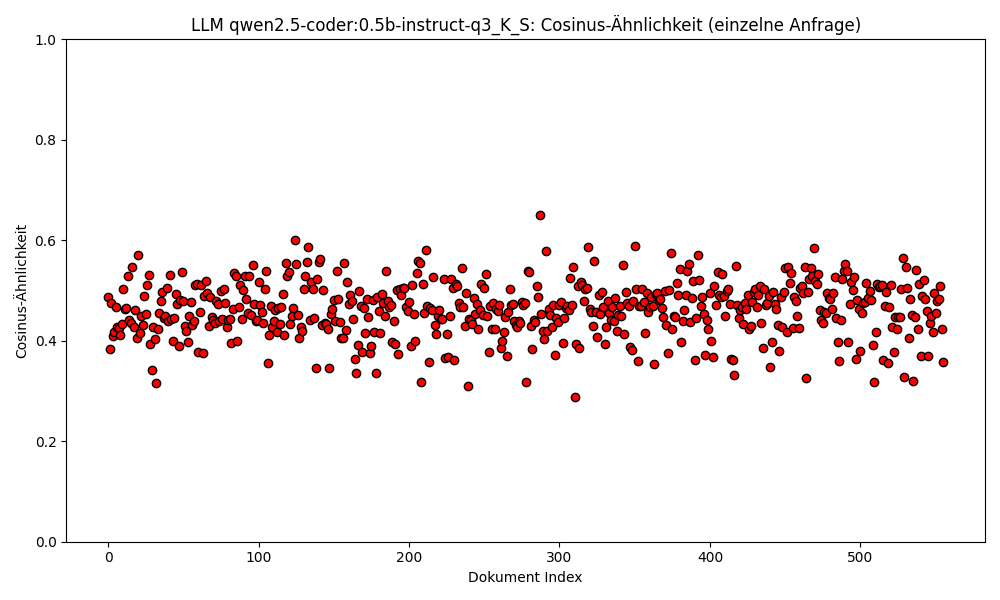 LLM qwen2.5-coder:0.5b-instruct-q3_K_S: Cosinus-Ähnlichkeit (einzelne Anfrage)
1.0
0.8
0.6
0.4
0.2
0.0
Cosinus-Ähnlichkeit
0 100 200 300 400 500
Dokument Index